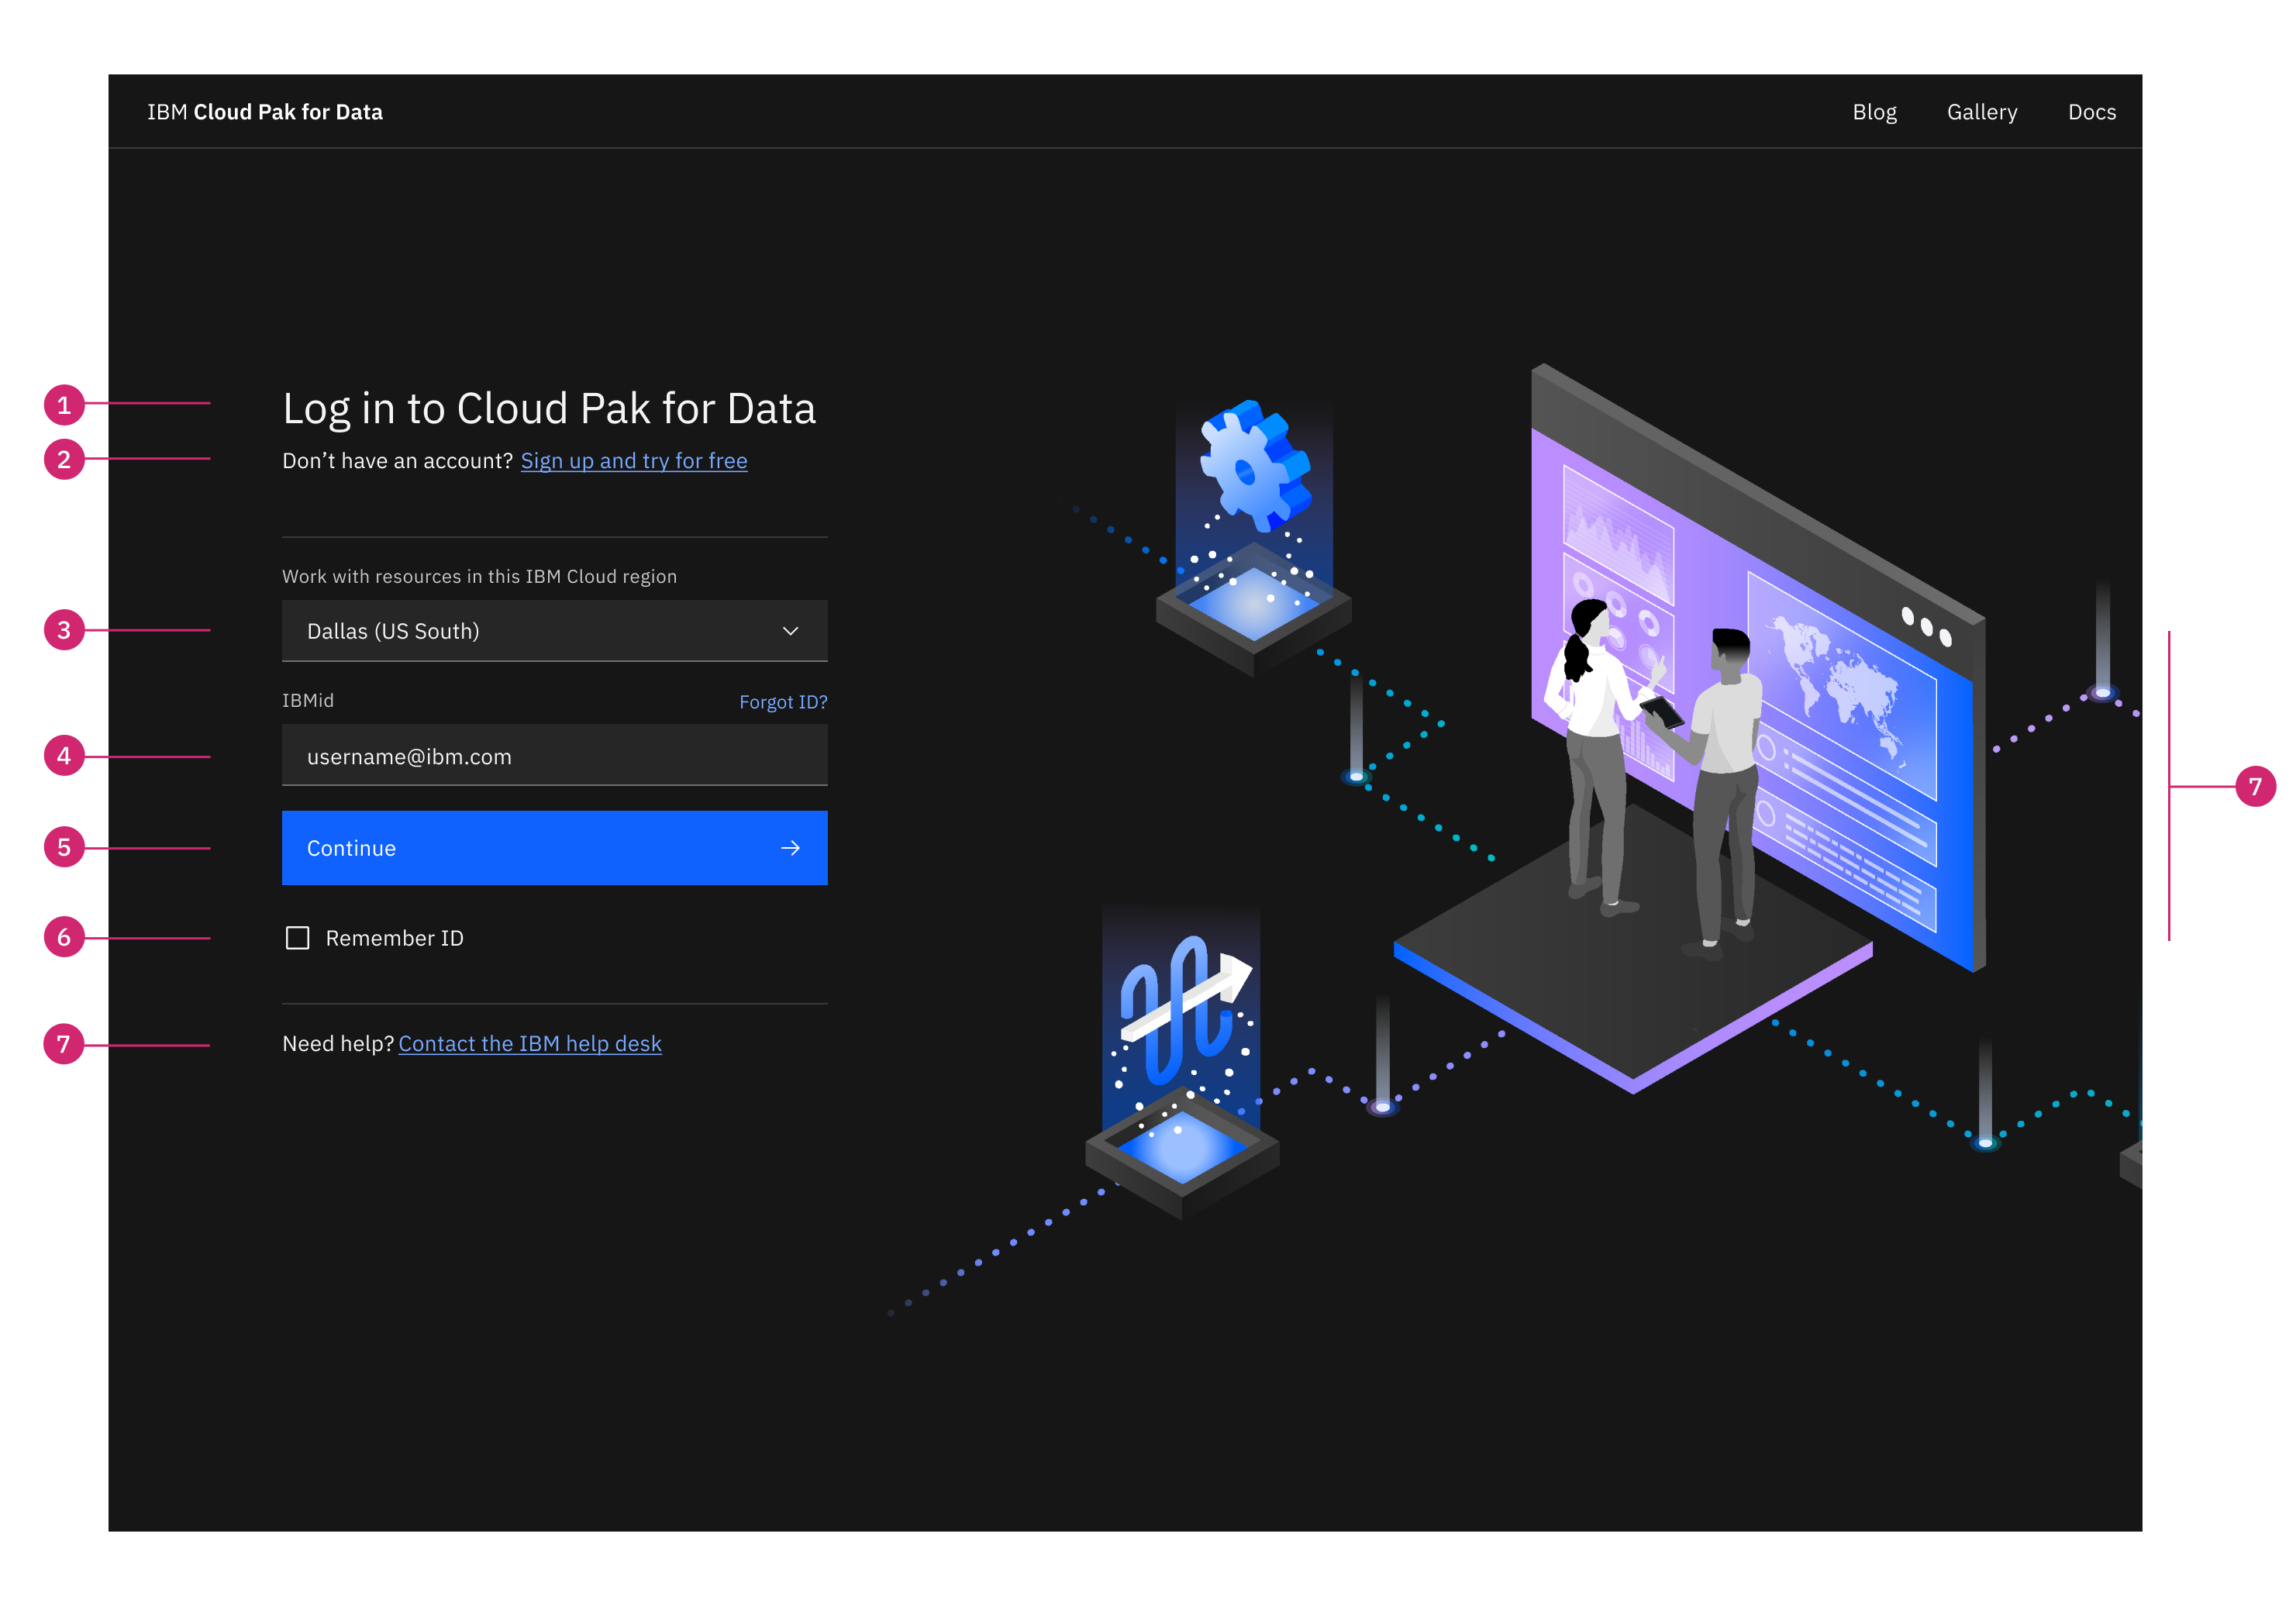 IBM Cloud Pak for Data
Blog Gallery Docs
1
Log in to Cloud Pak for Data
2
Don’t have an account? Sign up and try for free
Work with resources in this IBM Cloud region
3
Dallas (US South)
IBMid Forgot ID?
4
username@ibm.com
7
5
Continue
6
Remember ID
7
Need help? Contact the IBM help desk